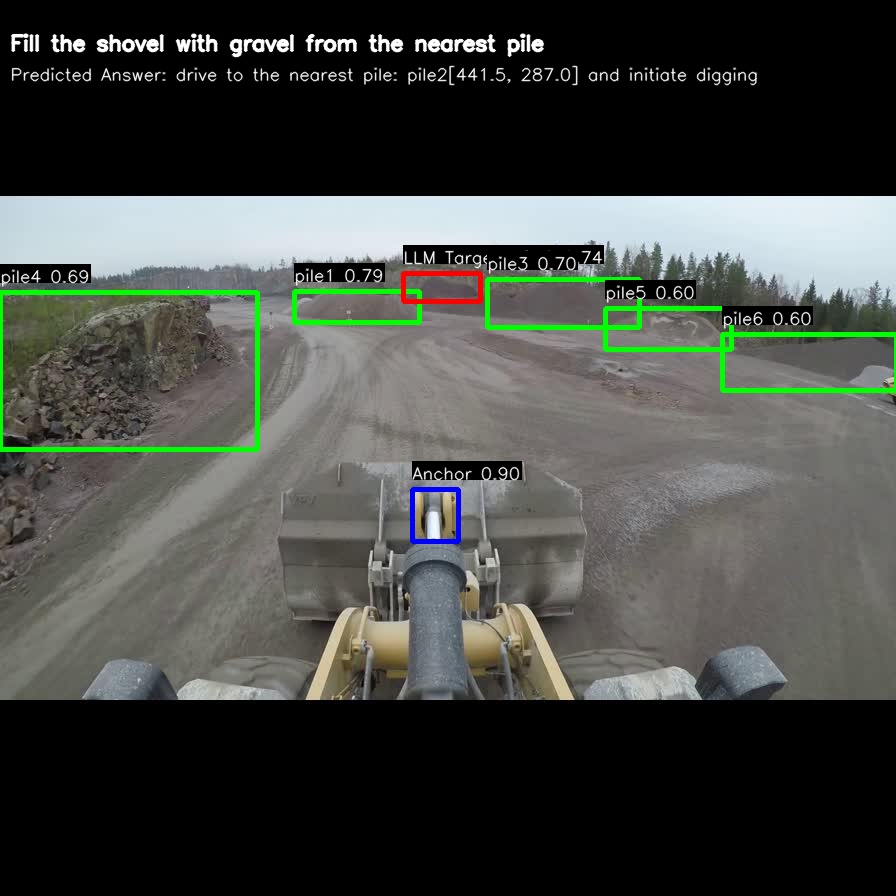 Fill the shovel with gravel from the nearest pile
Predicted Answer: drive to the nearest pile: pile2[441.5, 287.0] and initiate digging
LLM
pile3 0.70
.74
pile4 0.69
pile1 0.79
pile5 0.60
pile6 0.60
Anchor 0.90